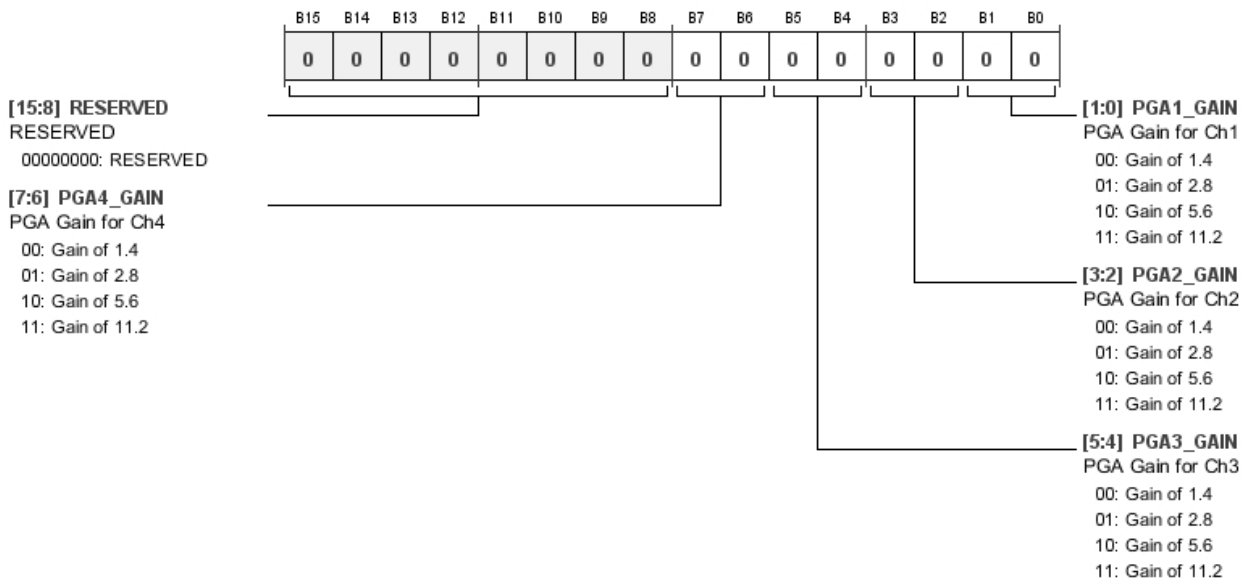 B15 B14 B13 B12 B11 B10 B9 B8 B7 B6 B5 B4 B3 B2 B1 B0
0 0 0 0 0 0 0 0 0 0 0 0 0 0 0 0
[15:8] RESERVED
RESERVED
00000000: RESERVED
[7:6] PGA4_GAIN
PGA Gain for Ch4
00: Gain of 1.4
01: Gain of 2.8
10: Gain of 5.6
11: Gain of 11.2
[1:0] PGA1_GAIN
PGA Gain for Ch1
00: Gain of 1.4
01: Gain of 2.8
10: Gain of 5.6
11: Gain of 11.2
[3:2] PGA2_GAIN
PGA Gain for Ch2
00: Gain of 1.4
01: Gain of 2.8
10: Gain of 5.6
11: Gain of 11.2
[5:4] PGA3_GAIN
PGA Gain for Ch3
00: Gain of 1.4
01: Gain of 2.8
10: Gain of 5.6
11: Gain of 11.2